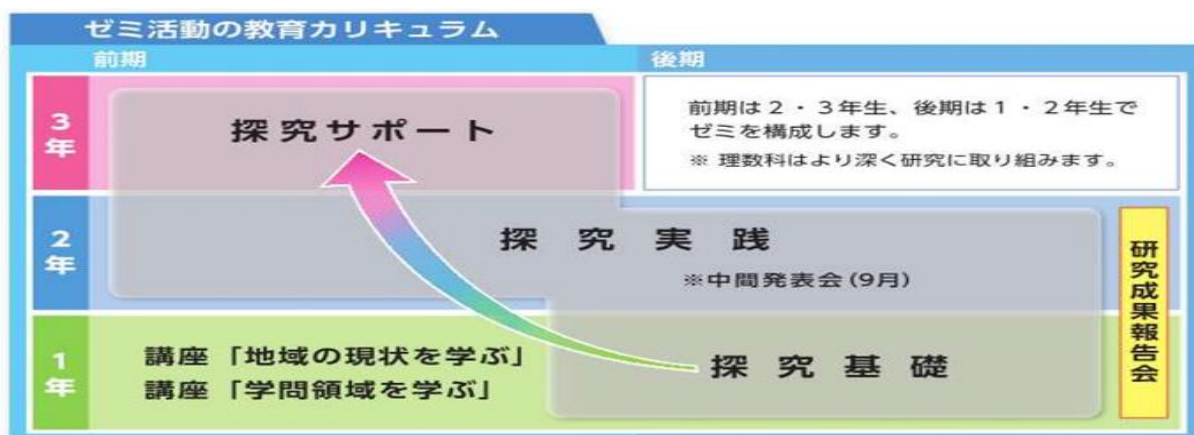 ゼミ活動の教育カリキュラム
前期
後期
3年
探究サポート
前期は2・3年生、後期は1・2年生で
ゼミを構成します。
※ 理数科はより深く研究に取り組みます。
2年
探究実践
※中間発表会(9月)
研究成果報告会
1年
講座「地域の現状を学ぶ」
講座「学問領域を学ぶ」
探究基礎